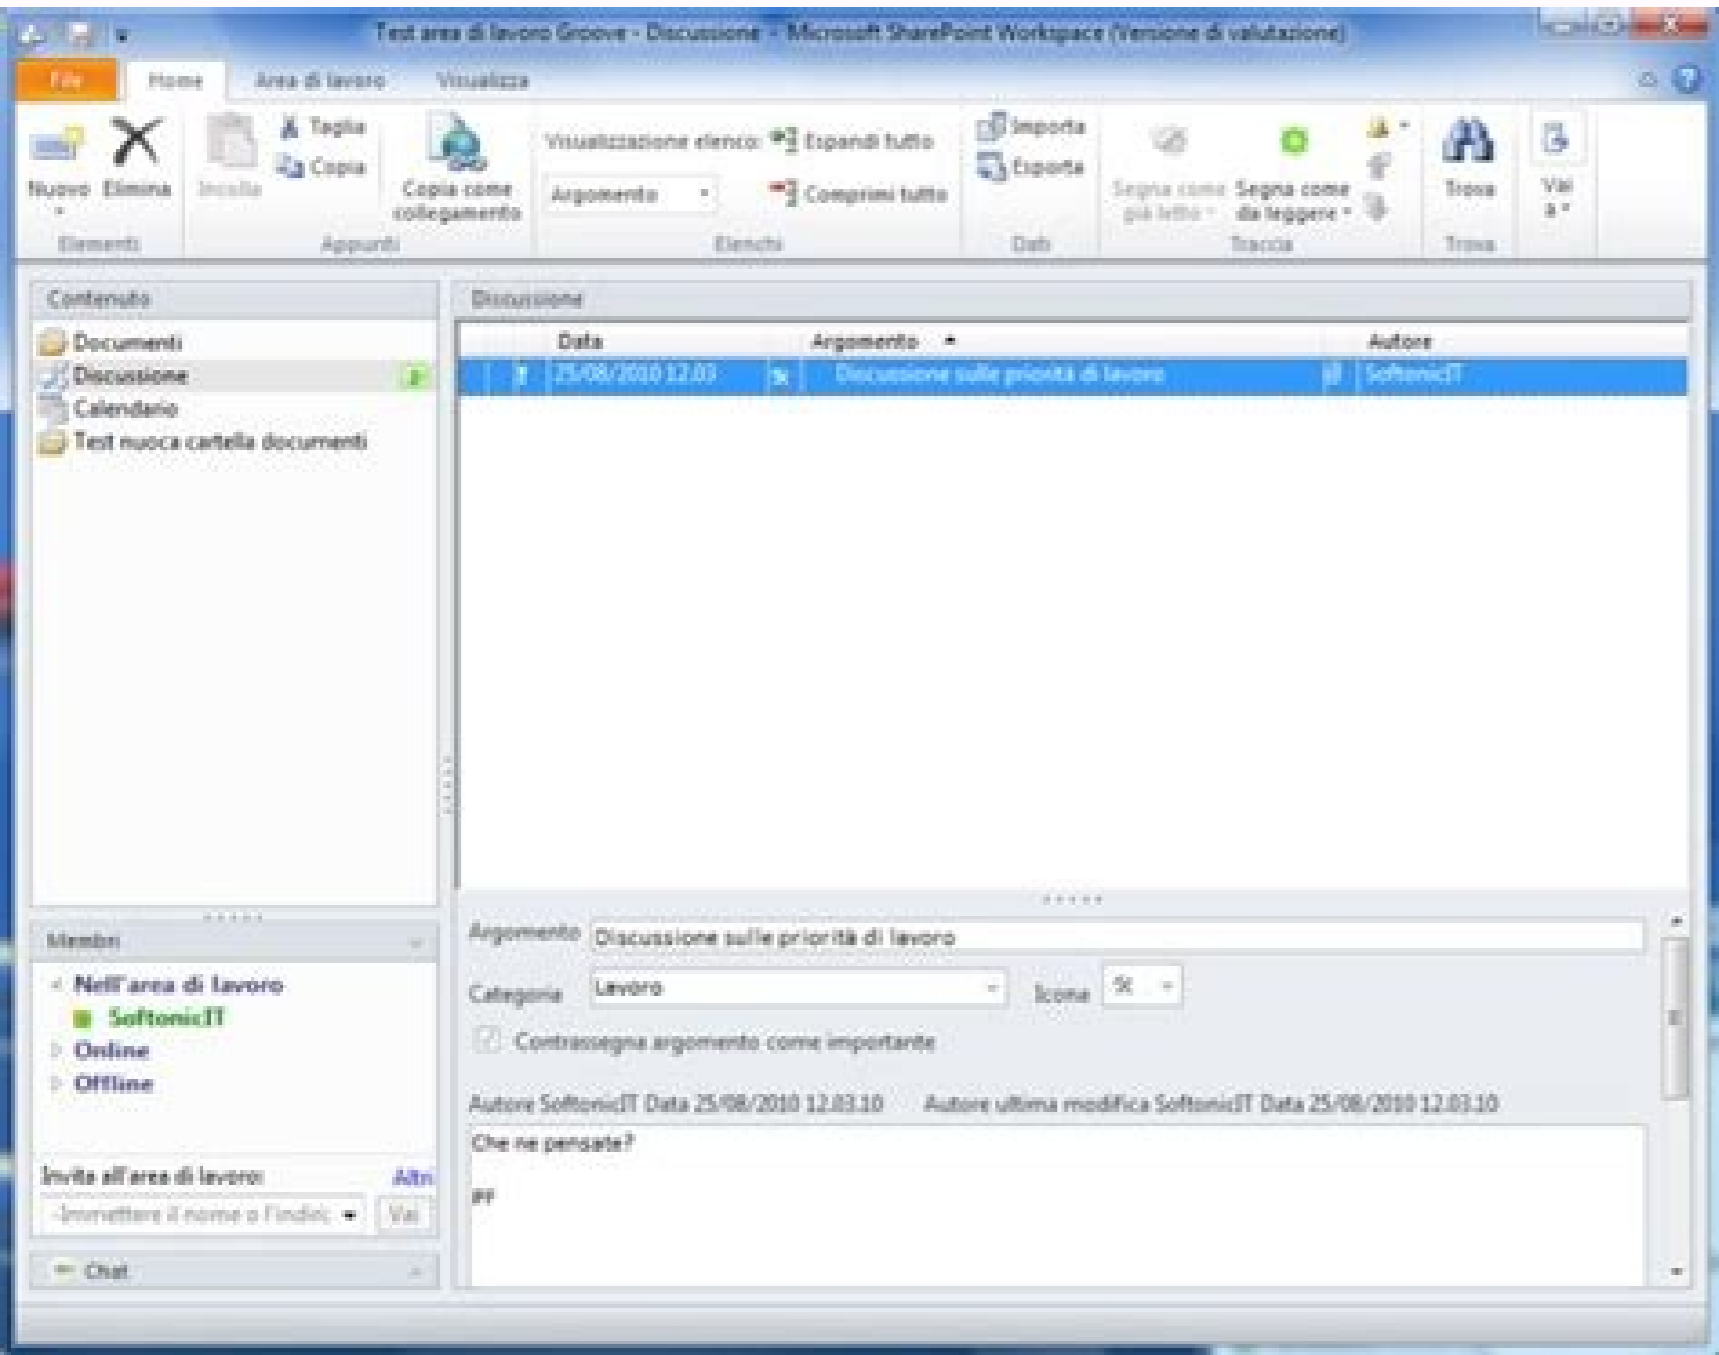 Test area di lavoro Groove - Discussione - Microsoft SharePoint Workspace (Versione di valutazione)
File Home Area di lavoro Visualizza
Nuovo Elimina
Elementi
Incolla Taglia
Copia
Copia come collegamento
Appunti
Visualizzazione elenco:
Argomento
Espandi tutto
Comprimi tutto
Elenchi
Importa
Esporta
Dati
Segna come già letto
Segna come da leggere
Traccia
Trova
Trova
Vai a
Contenuto
Documenti
Discussione
Calendario
Test nuoca cartella documenti
Discussione
Data Argomento Autore
25/08/2010 12.03 Discussione sulle priorità di lavoro SoftonicIT
Membri
Nell'area di lavoro
SoftonicIT
Online
Offline
Invita all'area di lavoro: Altri
Vai
Chat
Argomento Discussione sulle priorità di lavoro
Categoria Lavoro Icona
Contrassegna argomento come importante
Autore SoftonicIT Data 25/08/2010 12.03.10 Autore ultima modifica SoftonicIT Data 25/08/2010 12.03.10
Che ne pensate?